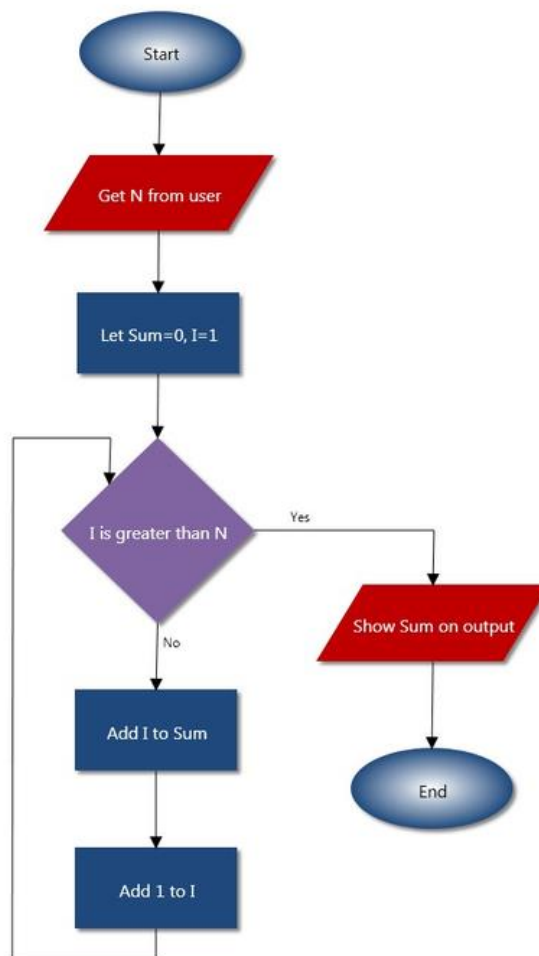 Start
Get N from user
Let Sum=0, I=1
I is greater than N
Yes
No
Show Sum on output
Add I to Sum
End
Add 1 to I